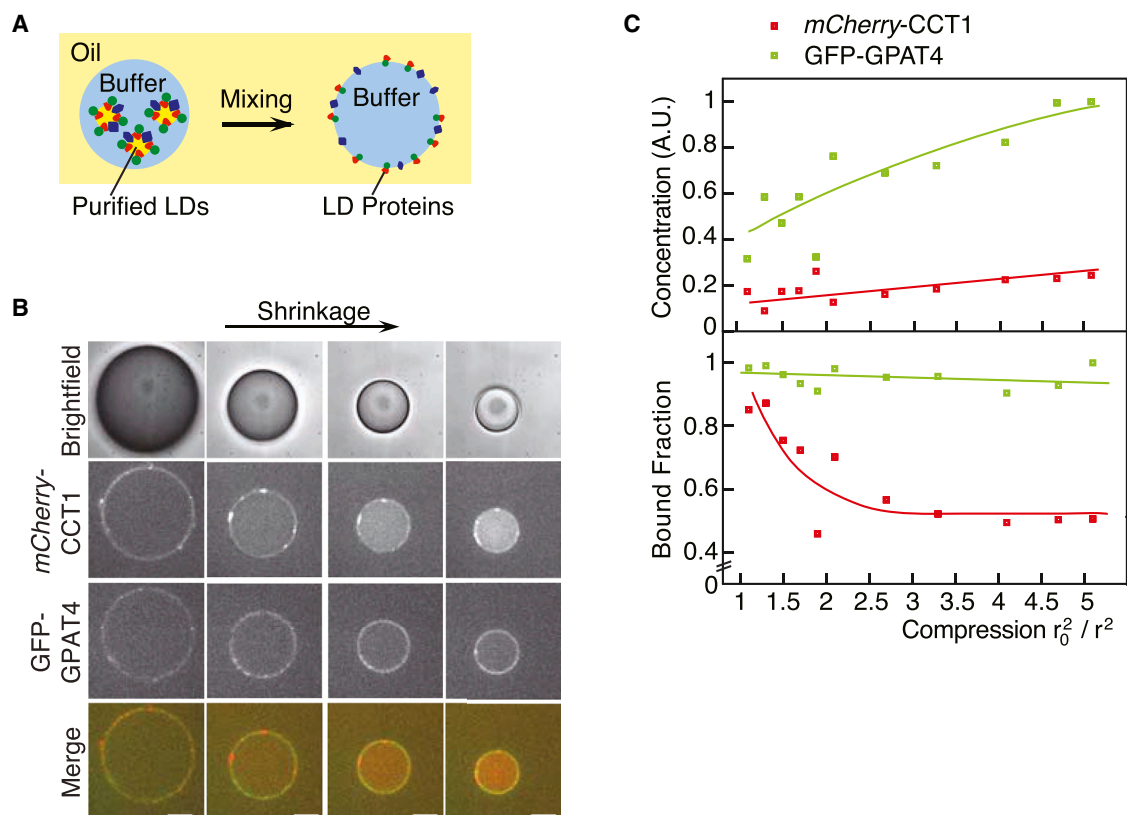 A
Oil
Buffer
Mixing
Buffer
Purified LDs
LD Proteins
B
Shrinkage
Brightfield
mCherry-
CCT1
GFP-
GPAT4
Merge
C
mCherry-CCT1
GFP-GPAT4
Concentration (A.U.)
1
0.8
0.6
0.4
0.2
0
Bound Fraction
1
0.8
0.6
0.4
0
1 1.5 2 2.5 3 3.5 4 4.5 5
Compression r₀² / r²